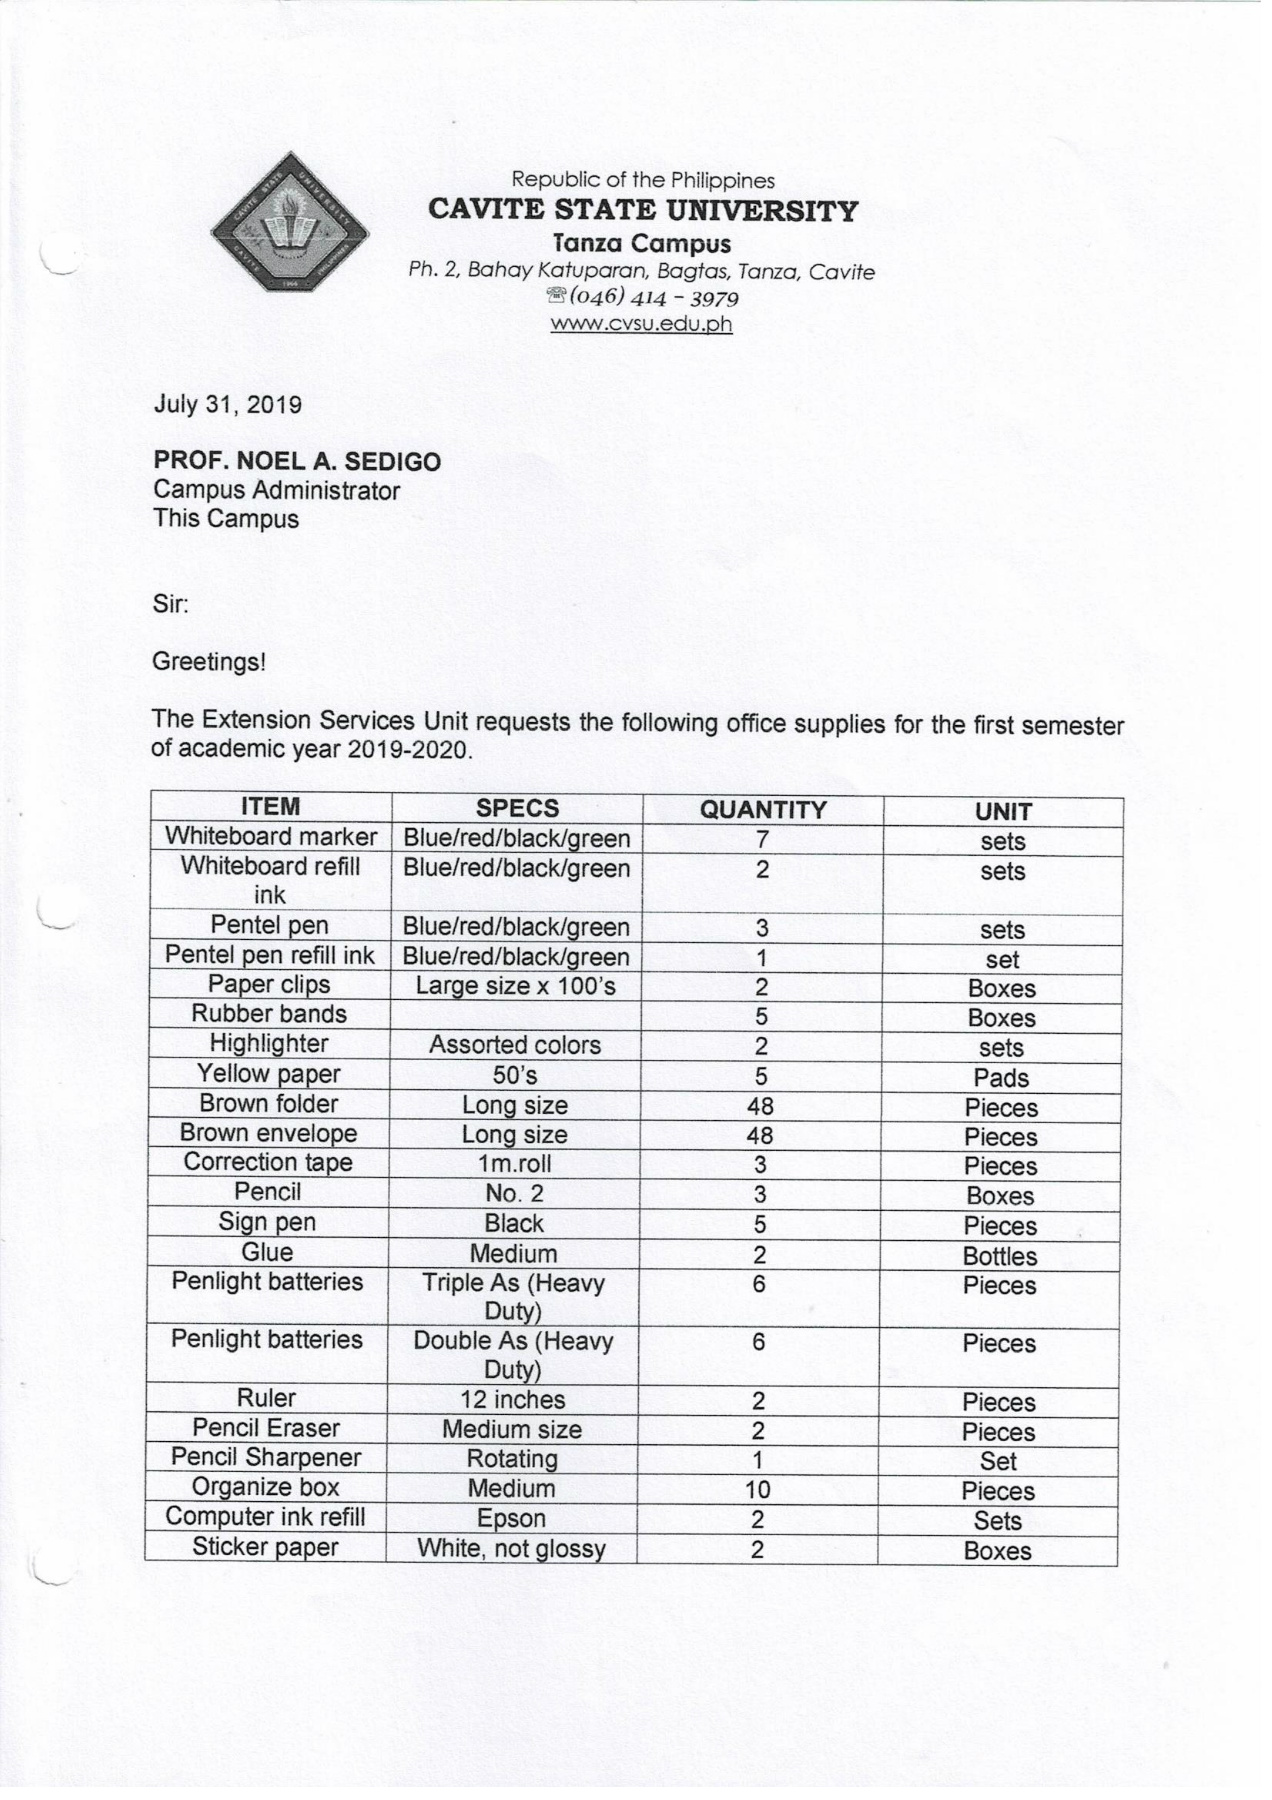 CAVITE STATE UNIVERSITY
CAVITE PHILIPPINES
1906
Republic of the Philippines
CAVITE STATE UNIVERSITY
Tanza Campus
Ph. 2, Bahay Katuparan, Bagtas, Tanza, Cavite
☏(046) 414 - 3979
www.cvsu.edu.ph
July 31, 2019
PROF. NOEL A. SEDIGO
Campus Administrator
This Campus
Sir:
Greetings!
The Extension Services Unit requests the following office supplies for the first semester
of academic year 2019-2020.
ITEM SPECS QUANTITY UNIT
Whiteboard marker Blue/red/black/green 7 sets
Whiteboard refill Blue/red/black/green 2 sets
ink
Pentel pen Blue/red/black/green 3 sets
Pentel pen refill ink Blue/red/black/green 1 set
Paper clips Large size x 100's 2 Boxes
Rubber bands 5 Boxes
Highlighter Assorted colors 2 sets
Yellow paper 50's 5 Pads
Brown folder Long size 48 Pieces
Brown envelope Long size 48 Pieces
Correction tape 1m.roll 3 Pieces
Pencil No. 2 3 Boxes
Sign pen Black 5 Pieces
Glue Medium 2 Bottles
Penlight batteries Triple As (Heavy 6 Pieces
Duty)
Penlight batteries Double As (Heavy 6 Pieces
Duty)
Ruler 12 inches 2 Pieces
Pencil Eraser Medium size 2 Pieces
Pencil Sharpener Rotating 1 Set
Organize box Medium 10 Pieces
Computer ink refill Epson 2 Sets
Sticker paper White, not glossy 2 Boxes